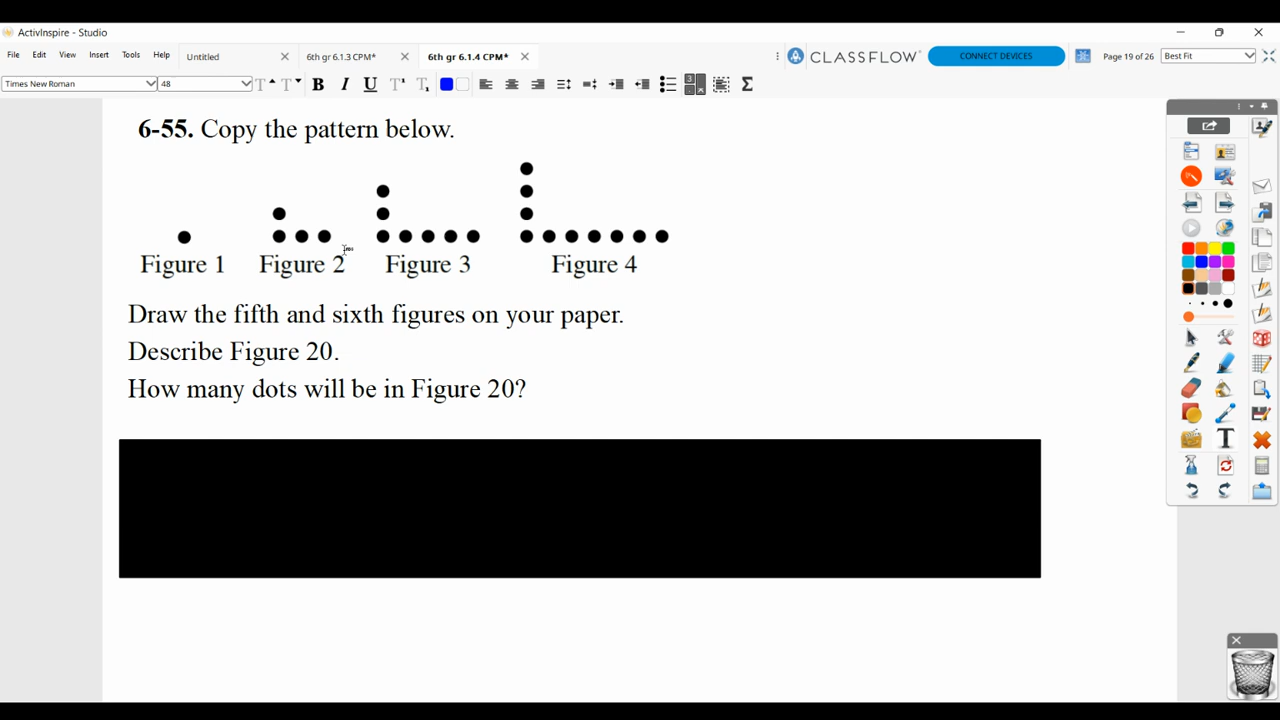 ActivInspire - Studio
File Edit View Insert Tools Help
Untitled
6th gr 6.1.3 CPM*
6th gr 6.1.4 CPM*
CLASSFLOW
CONNECT DEVICES
Page 19 of 26
Best Fit
Times New Roman
48
6-55. Copy the pattern below.
Figure 1 Figure 2 Figure 3 Figure 4
Draw the fifth and sixth figures on your paper.
Describe Figure 20.
How many dots will be in Figure 20?